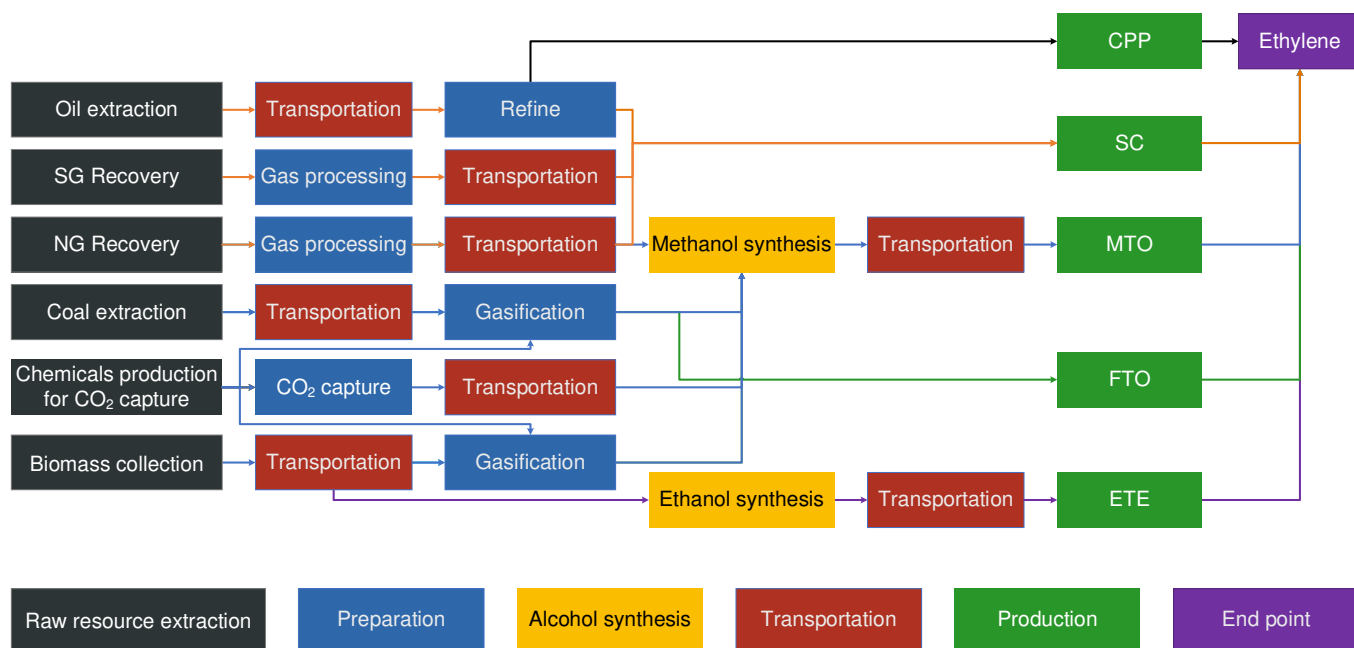 CPP
Ethylene
Oil extraction
Transportation
Refine
SC
SG Recovery
Gas processing
Transportation
NG Recovery
Gas processing
Transportation
Methanol synthesis
Transportation
MTO
Coal extraction
Transportation
Gasification
Chemicals production
for CO₂ capture
CO₂ capture
Transportation
FTO
Biomass collection
Transportation
Gasification
Ethanol synthesis
Transportation
ETE
Raw resource extraction
Preparation
Alcohol synthesis
Transportation
Production
End point